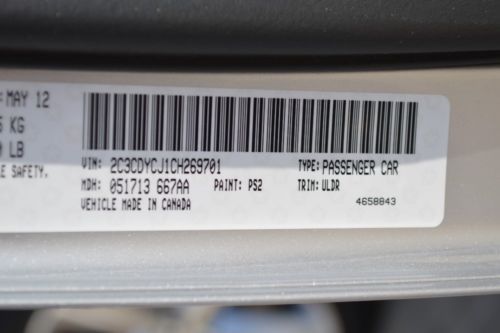 MAY 12
KG
LB
SAFETY.
VIN: 2C3CDYCJ1CH269701 TYPE: PASSENGER CAR
MDH: 051713 667AA PAINT: PS2 TRIM: ULDR
VEHICLE MADE IN CANADA 4658843